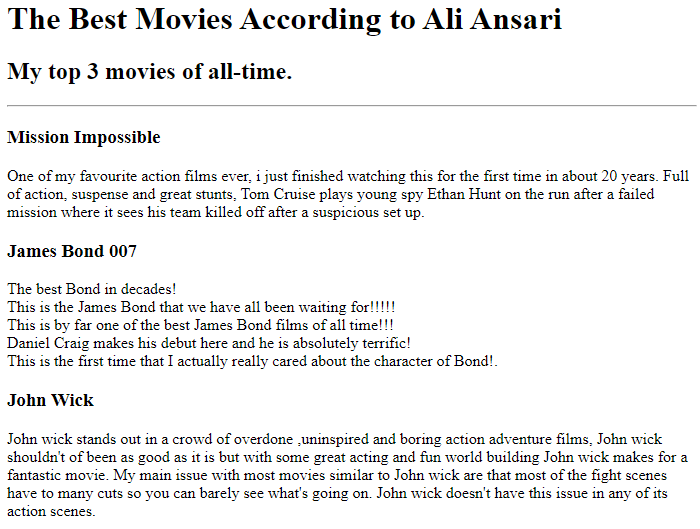 The Best Movies According to Ali Ansari
My top 3 movies of all-time.
Mission Impossible
One of my favourite action films ever, i just finished watching this for the first time in about 20 years. Full
of action, suspense and great stunts, Tom Cruise plays young spy Ethan Hunt on the run after a failed
mission where it sees his team killed off after a suspicious set up.
James Bond 007
The best Bond in decades!
This is the James Bond that we have all been waiting for!!!!!
This is by far one of the best James Bond films of all time!!!
Daniel Craig makes his debut here and he is absolutely terrific!
This is the first time that I actually really cared about the character of Bond!.
John Wick
John wick stands out in a crowd of overdone ,uninspired and boring action adventure films, John wick
shouldn't of been as good as it is but with some great acting and fun world building John wick makes for a
fantastic movie. My main issue with most movies similar to John wick are that most of the fight scenes
have to many cuts so you can barely see what's going on. John wick doesn't have this issue in any of its
action scenes.